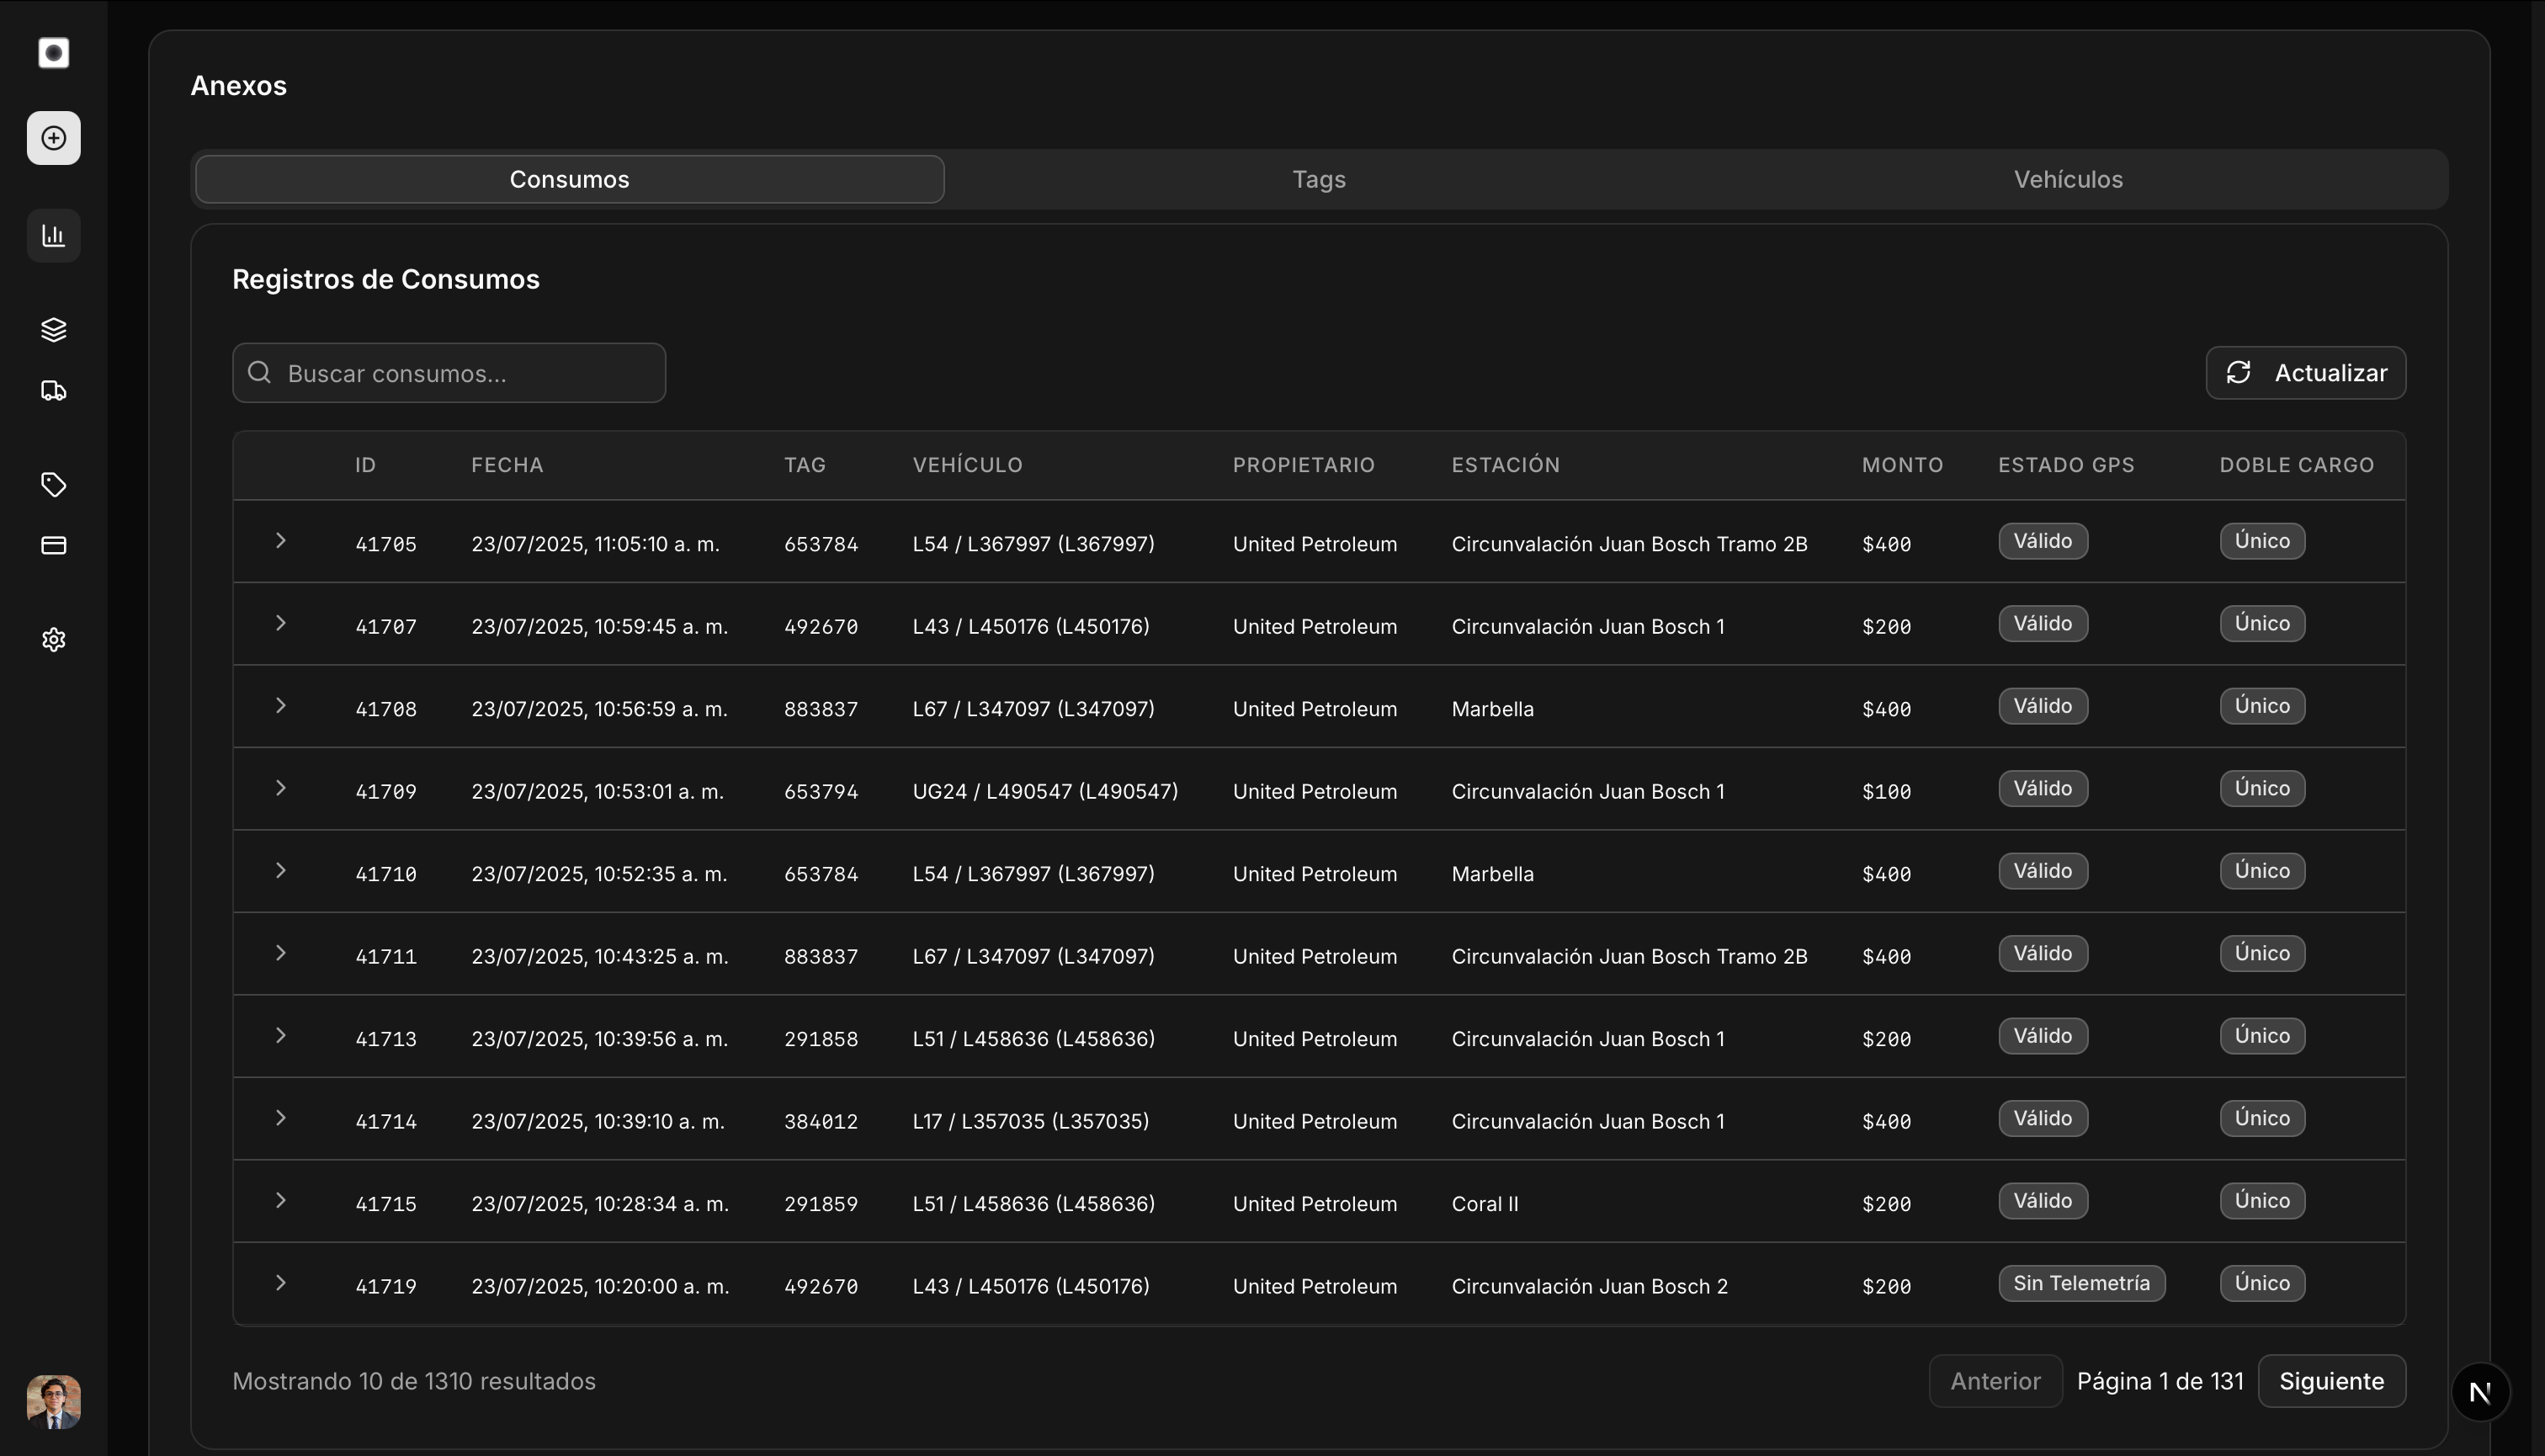 Anexos
Consumos Tags Vehículos
Registros de Consumos
Buscar consumos... Actualizar
ID FECHA TAG VEHÍCULO PROPIETARIO ESTACIÓN MONTO ESTADO GPS DOBLE CARGO
41705 23/07/2025, 11:05:10 a. m. 653784 L54 / L367997 (L367997) United Petroleum Circunvalación Juan Bosch Tramo 2B $400 Válido Único
41707 23/07/2025, 10:59:45 a. m. 492670 L43 / L450176 (L450176) United Petroleum Circunvalación Juan Bosch 1 $200 Válido Único
41708 23/07/2025, 10:56:59 a. m. 883837 L67 / L347097 (L347097) United Petroleum Marbella $400 Válido Único
41709 23/07/2025, 10:53:01 a. m. 653794 UG24 / L490547 (L490547) United Petroleum Circunvalación Juan Bosch 1 $100 Válido Único
41710 23/07/2025, 10:52:35 a. m. 653784 L54 / L367997 (L367997) United Petroleum Marbella $400 Válido Único
41711 23/07/2025, 10:43:25 a. m. 883837 L67 / L347097 (L347097) United Petroleum Circunvalación Juan Bosch Tramo 2B $400 Válido Único
41713 23/07/2025, 10:39:56 a. m. 291858 L51 / L458636 (L458636) United Petroleum Circunvalación Juan Bosch 1 $200 Válido Único
41714 23/07/2025, 10:39:10 a. m. 384012 L17 / L357035 (L357035) United Petroleum Circunvalación Juan Bosch 1 $400 Válido Único
41715 23/07/2025, 10:28:34 a. m. 291859 L51 / L458636 (L458636) United Petroleum Coral II $200 Válido Único
41719 23/07/2025, 10:20:00 a. m. 492670 L43 / L450176 (L450176) United Petroleum Circunvalación Juan Bosch 2 $200 Sin Telemetría Único
Mostrando 10 de 1310 resultados Anterior Página 1 de 131 Siguiente
N